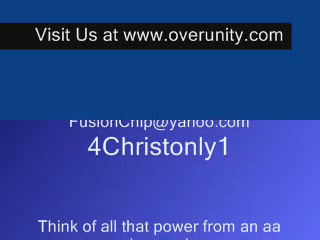 Visit Us at www.overunity.com
FusionChip@yahoo.com
4Christonly1
Think of all that power from an aa